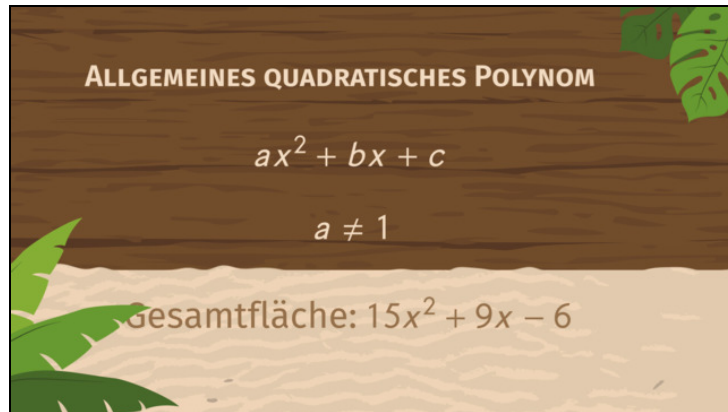 ALLGEMEINES QUADRATISCHES POLYNOM
ax² + bx + c
a ≠ 1
Gesamtfläche: 15x² + 9x − 6